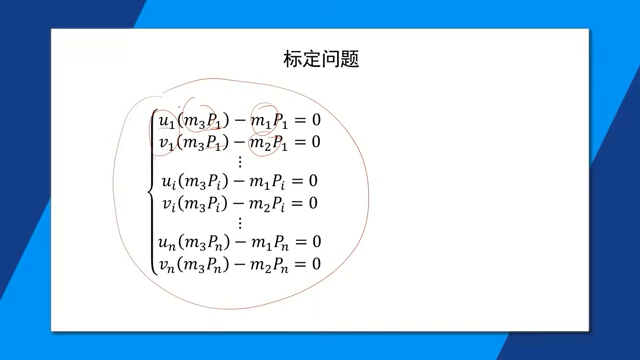 标定问题
u₁(m₃P₁) − m₁P₁ = 0
v₁(m₃P₁) − m₂P₁ = 0
⋮
uᵢ(m₃Pᵢ) − m₁Pᵢ = 0
vᵢ(m₃Pᵢ) − m₂Pᵢ = 0
⋮
uₙ(m₃Pₙ) − m₁Pₙ = 0
vₙ(m₃Pₙ) − m₂Pₙ = 0